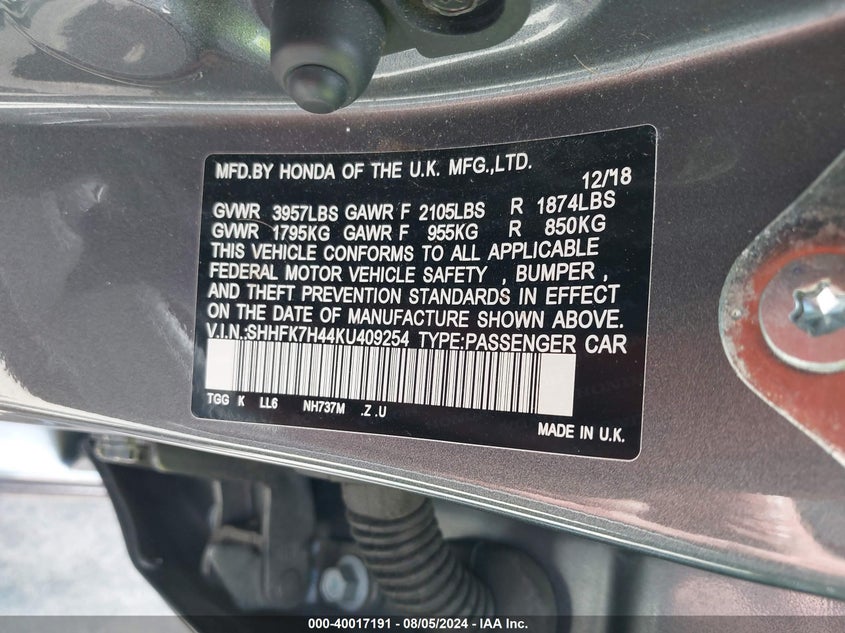 MFD.BY HONDA OF THE U.K. MFG.,LTD.
12/18
GVWR 3957LBS GAWR F 2105LBS R 1874LBS
GVWR 1795KG GAWR F 955KG R 850KG
THIS VEHICLE CONFORMS TO ALL APPLICABLE
FEDERAL MOTOR VEHICLE SAFETY , BUMPER ,
AND THEFT PREVENTION STANDARDS IN EFFECT
ON THE DATE OF MANUFACTURE SHOWN ABOVE.
V.I.N.:SHHFK7H44KU409254 TYPE:PASSENGER CAR
TGG K LL6 NH737M .Z .U
MADE IN U.K.
000-40017191 - 08/05/2024 - IAA Inc.